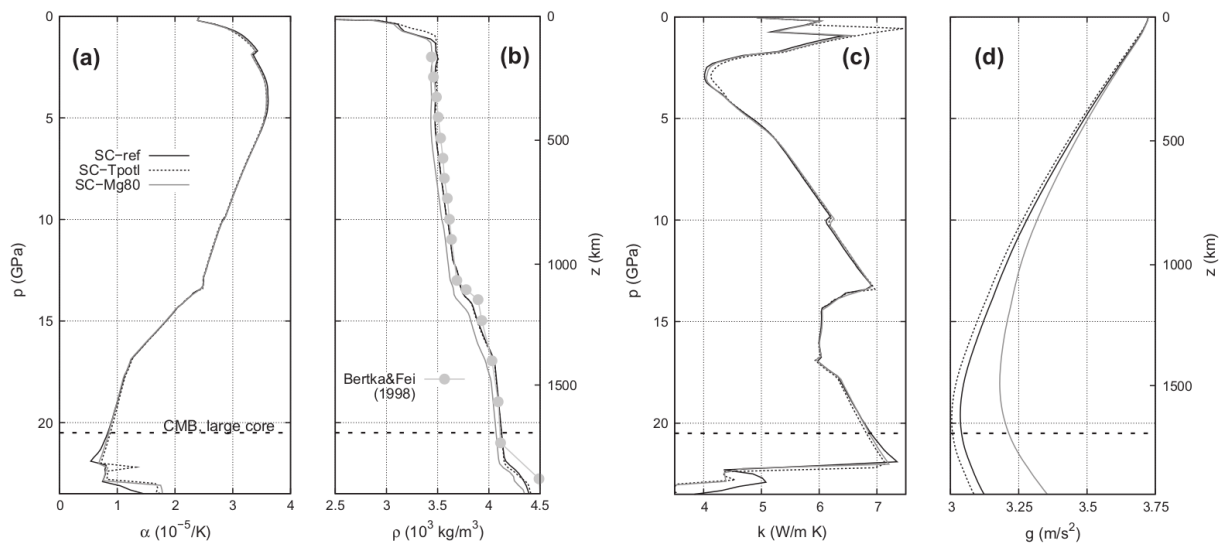 (a)
0
5
10
15
20
p (GPa)
SC−ref
SC−Tpotl
SC−Mg80
CMB, large core
0
1
2
3
4
α (10⁻⁵/K)
(b)
0
500
1000
1500
z (km)
Bertka&Fei
(1998)
2.5
3
3.5
4
4.5
ρ (10³ kg/m³)
(c)
0
5
10
15
20
p (GPa)
4
5
6
7
k (W/m K)
(d)
0
500
1000
1500
z (km)
3
3.25
3.5
3.75
g (m/s²)